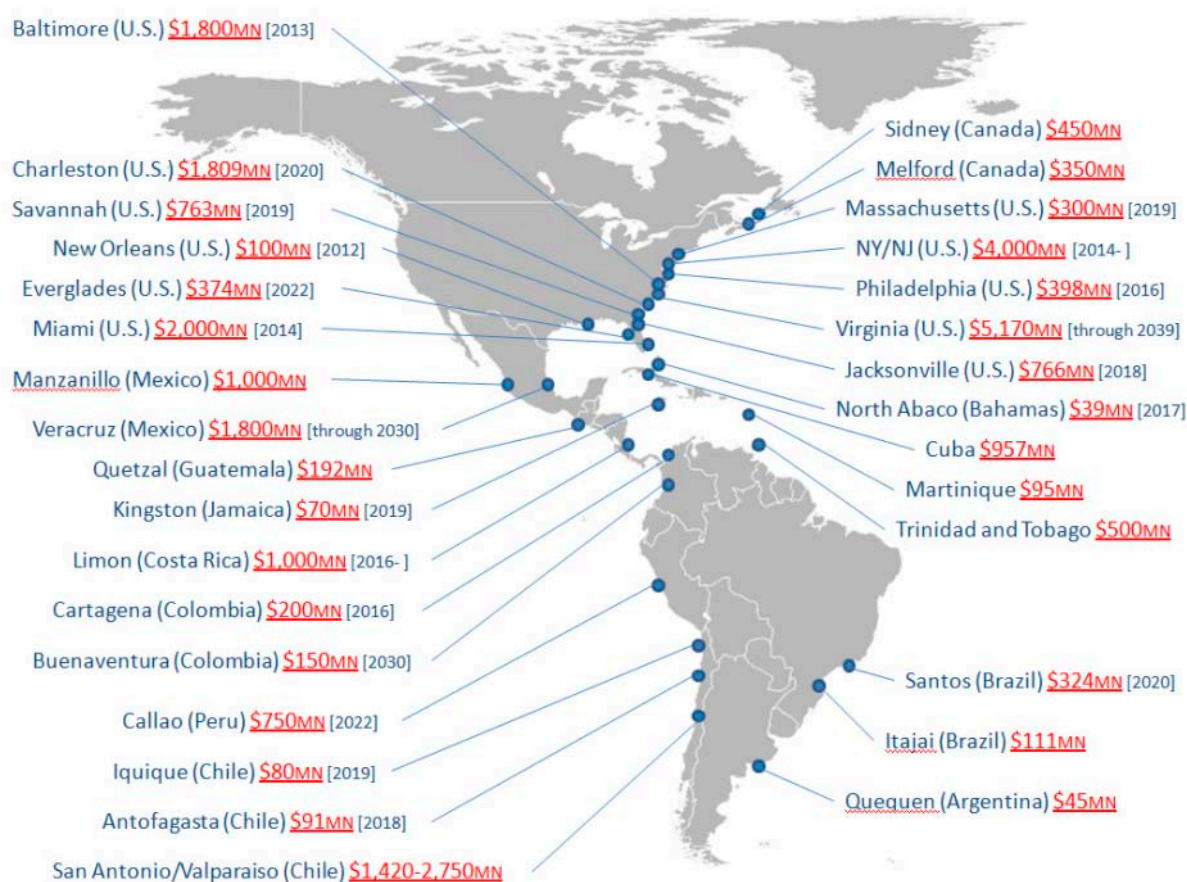 Baltimore (U.S.) $1,800MN [2013]
Charleston (U.S.) $1,809MN [2020]
Savannah (U.S.) $763MN [2019]
New Orleans (U.S.) $100MN [2012]
Everglades (U.S.) $374MN [2022]
Miami (U.S.) $2,000MN [2014]
Manzanillo (Mexico) $1,000MN
Veracruz (Mexico) $1,800MN [through 2030]
Quetzal (Guatemala) $192MN
Kingston (Jamaica) $70MN [2019]
Limon (Costa Rica) $1,000MN [2016- ]
Cartagena (Colombia) $200MN [2016]
Buenaventura (Colombia) $150MN [2030]
Callao (Peru) $750MN [2022]
Iquique (Chile) $80MN [2019]
Antofagasta (Chile) $91MN [2018]
San Antonio/Valparaiso (Chile) $1,420-2,750MN
Sidney (Canada) $450MN
Melford (Canada) $350MN
Massachusetts (U.S.) $300MN [2019]
NY/NJ (U.S.) $4,000MN [2014- ]
Philadelphia (U.S.) $398MN [2016]
Virginia (U.S.) $5,170MN [through 2039]
Jacksonville (U.S.) $766MN [2018]
North Abaco (Bahamas) $39MN [2017]
Cuba $957MN
Martinique $95MN
Trinidad and Tobago $500MN
Santos (Brazil) $324MN [2020]
Itajai (Brazil) $111MN
Quequen (Argentina) $45MN